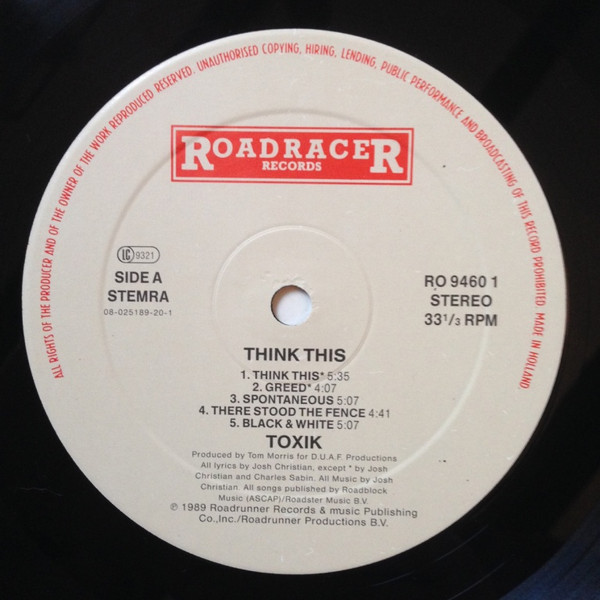 ALL RIGHTS OF THE PRODUCER AND OF THE OWNER OF THE WORK REPRODUCED RESERVED. UNAUTHORISED COPYING, HIRING, LENDING, PUBLIC PERFORMANCE AND BROADCASTING OF THIS RECORD PROHIBITED. MADE IN HOLLAND.
ROADRACER
RECORDS
LC 9321
SIDE A
STEMRA
08-025189-20-1
RO 9460 1
STEREO
33 1/3 RPM
THINK THIS
1. THINK THIS* 5:35
2. GREED* 4:07
3. SPONTANEOUS 5:07
4. THERE STOOD THE FENCE 4:41
5. BLACK & WHITE 5:07
TOXIK
Produced by Tom Morris for D.U.A.F. Productions
All lyrics by Josh Christian, except * by Josh
Christian and Charles Sabin. All Music by Josh
Christian. All songs published by Roadblock
Music (ASCAP)/Roadster Music B.V.
℗ 1989 Roadrunner Records & music Publishing
Co.,Inc./Roadrunner Productions B.V.